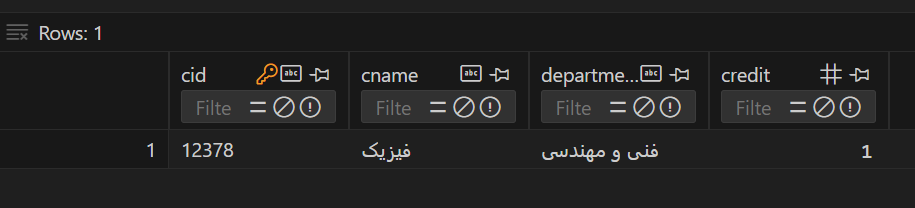 Rows: 1
cid abc cname abc departme... abc credit
Filte = Filte = Filte = Filte =
1 12378 فیزیک فنی و مهندسی 1